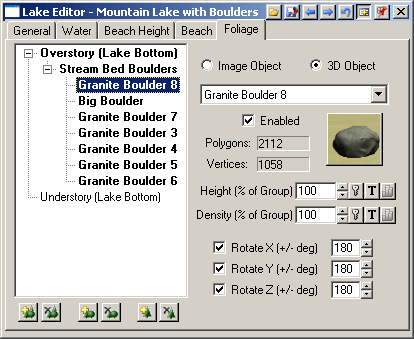 Lake Editor - Mountain Lake with Boulders
General Water Beach Height Beach Foliage
Overstory (Lake Bottom)
Stream Bed Boulders
Granite Boulder 8
Big Boulder
Granite Boulder 7
Granite Boulder 3
Granite Boulder 4
Granite Boulder 5
Granite Boulder 6
Understory (Lake Bottom)
Image Object 3D Object
Granite Boulder 8
Enabled
Polygons: 2112
Vertices: 1058
Height (% of Group) 100 T
Density (% of Group) 100 T
Rotate X (+/- deg) 180
Rotate Y (+/- deg) 180
Rotate Z (+/- deg) 180